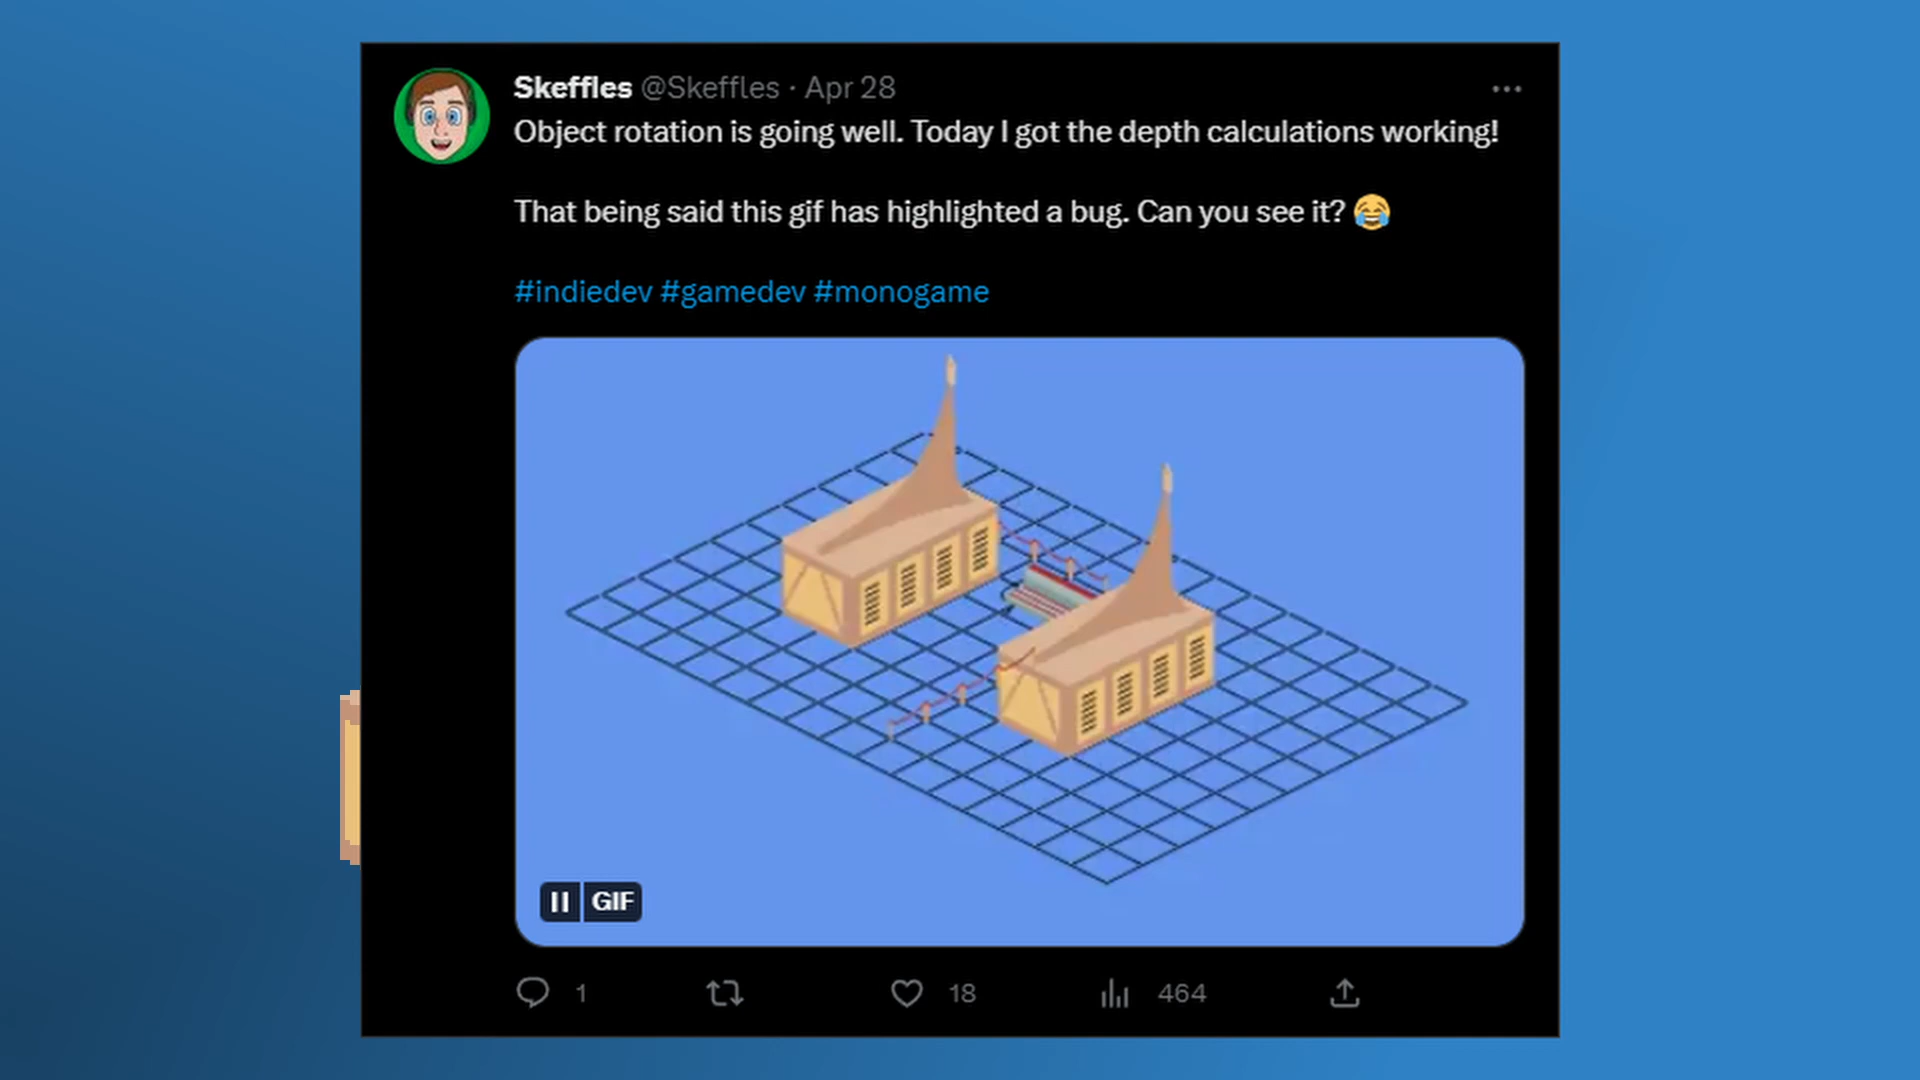 Skeffles @Skeffles · Apr 28
Object rotation is going well. Today I got the depth calculations working!
That being said this gif has highlighted a bug. Can you see it? 😂
#indiedev #gamedev #monogame
GIF
1 18 464